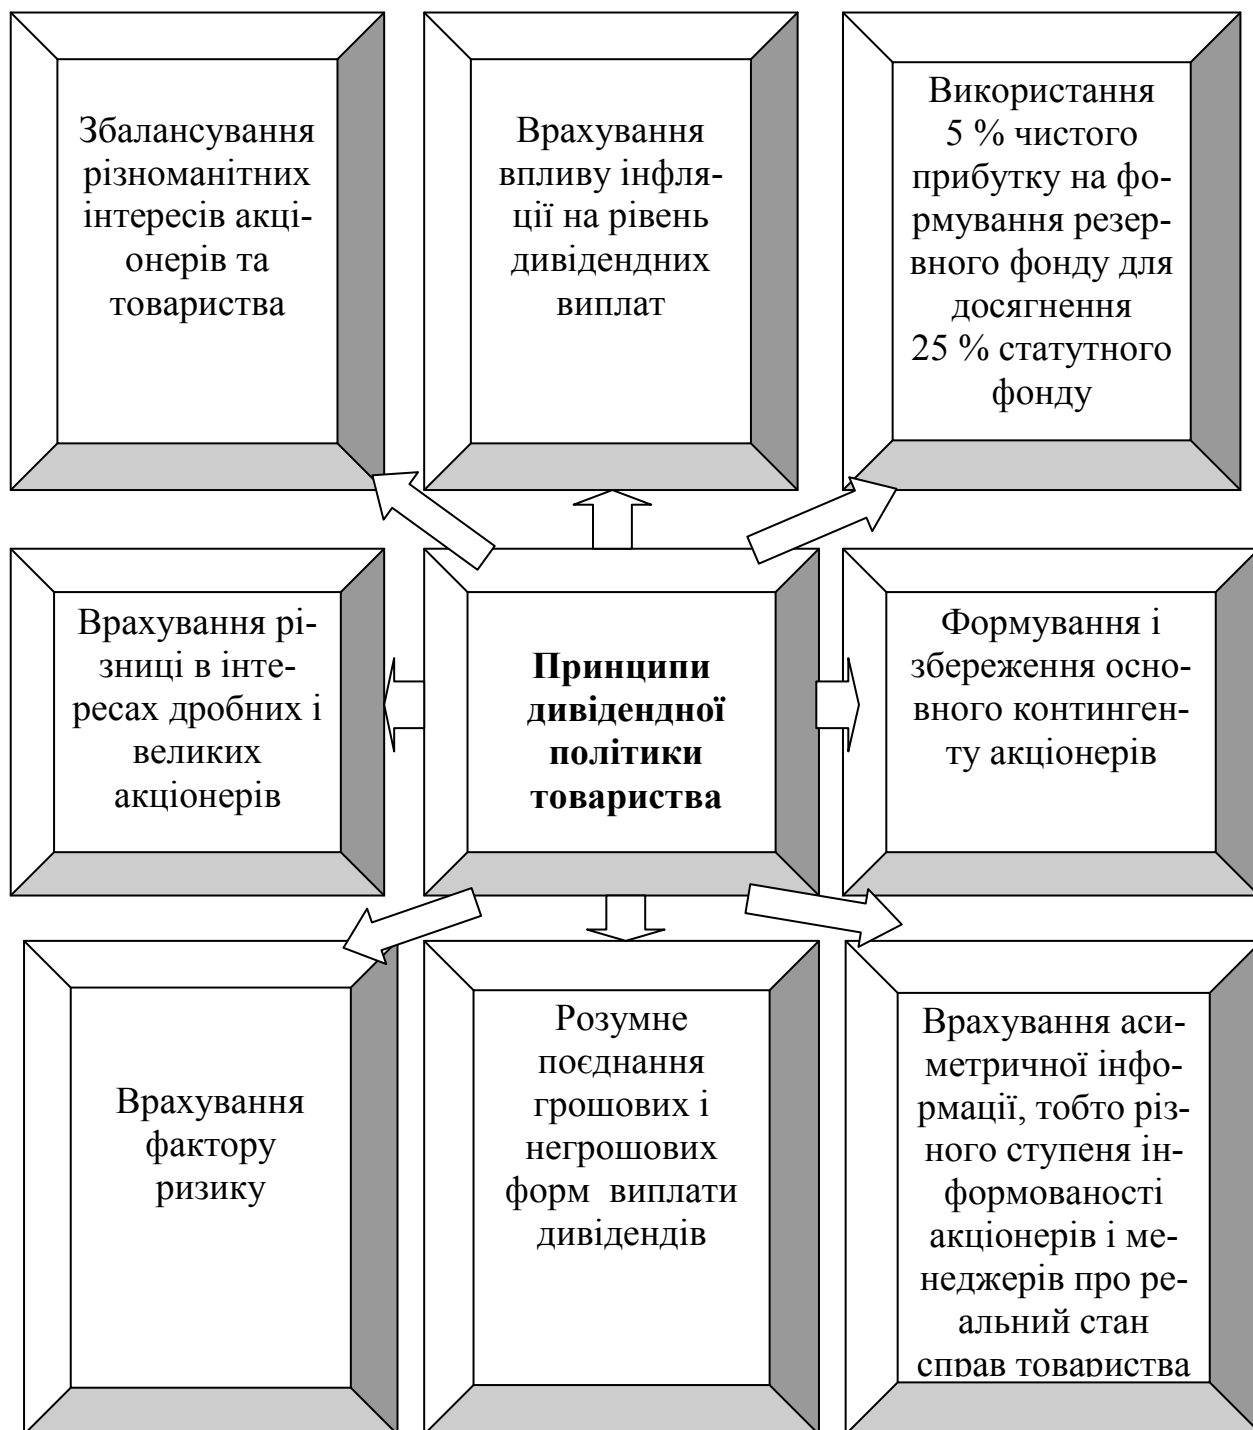 Збалансування
різноманітних
інтересів акці-
онерів та
товариства
Врахування
впливу інфля-
ції на рівень
дивідендних
виплат
Використання
5 % чистого
прибутку на фо-
рмування резер-
вного фонду для
досягнення
25 % статутного
фонду
Врахування рі-
зниці в інте-
ресах дробних і
великих
акціонерів
Принципи
дивідендної
політики
товариства
Формування і
збереження осно-
вного континген-
ту акціонерів
Врахування
фактору
ризику
Розумне
поєднання
грошових і
негрошових
форм виплати
дивідендів
Врахування аси-
метричної інфо-
рмації, тобто різ-
ного ступеня ін-
формованості
акціонерів і ме-
неджерів про ре-
альний стан
справ товариства